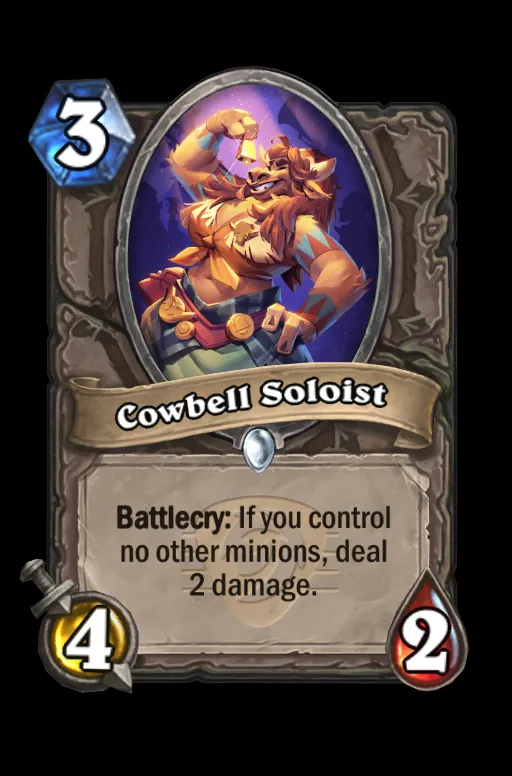 3
Cowbell Soloist
Battlecry: If you control
no other minions, deal
2 damage.
4
2